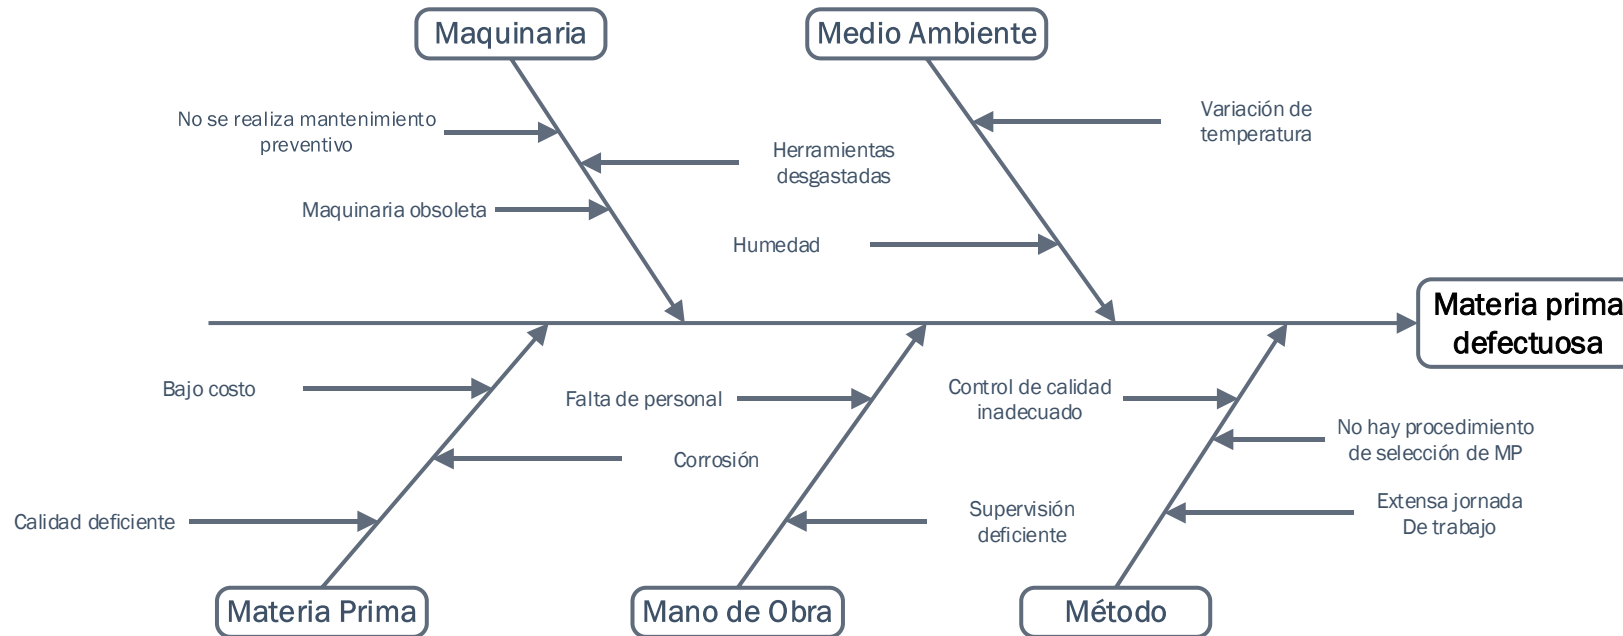 Maquinaria
Medio Ambiente
No se realiza mantenimiento
preventivo
Herramientas
desgastadas
Maquinaria obsoleta
Variación de
temperatura
Humedad
Materia prima
defectuosa
Bajo costo
Corrosión
Calidad deficiente
Falta de personal
Supervisión
deficiente
Control de calidad
inadecuado
No hay procedimiento
de selección de MP
Extensa jornada
De trabajo
Materia Prima
Mano de Obra
Método